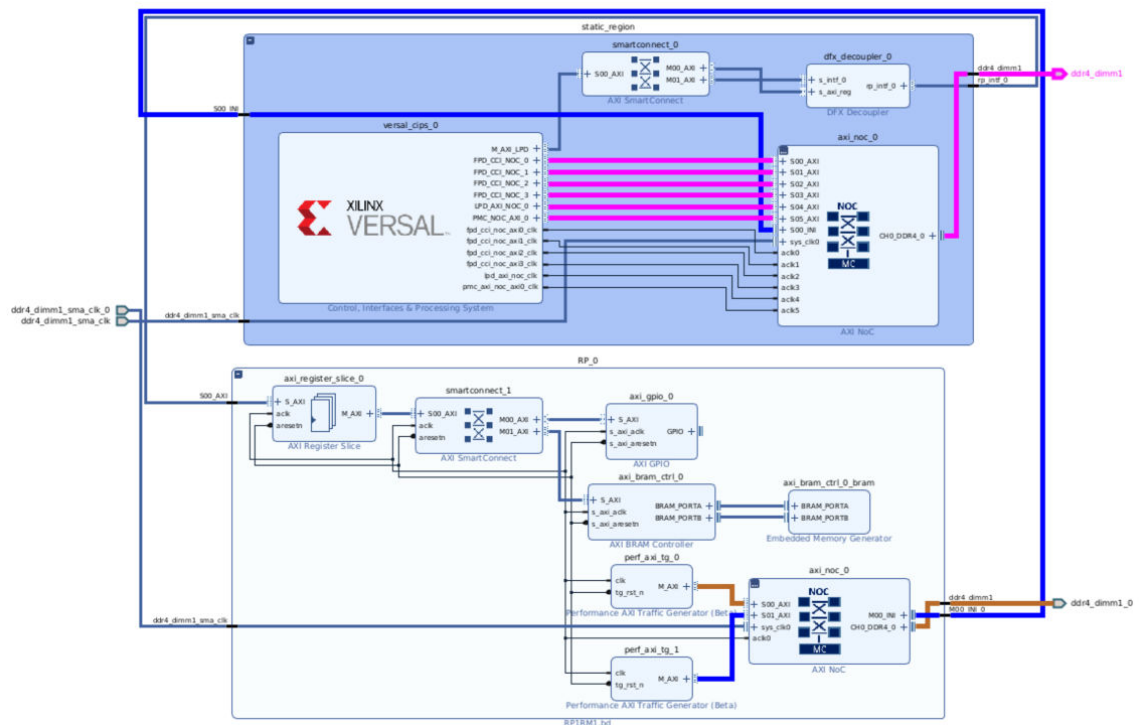 static_region
smartconnect_0
S00_AXI
M00_AXI
M01_AXI
AXI SmartConnect
dfx_decoupler_0
s_intf_0
s_axi_reg
rp_intf_0
DFX Decoupler
ddr4_dimm1
rp_intf_0
ddr4_dimm1
S00_INI
versal_cips_0
XILINX
VERSAL
M_AXI_LPD
FPD_CCI_NOC_0
FPD_CCI_NOC_1
FPD_CCI_NOC_2
FPD_CCI_NOC_3
LPD_AXI_NOC_0
PMC_NOC_AXI_0
fpd_cci_noc_axi0_clk
fpd_cci_noc_axi1_clk
fpd_cci_noc_axi2_clk
fpd_cci_noc_axi3_clk
lpd_axi_noc_clk
pmc_axi_noc_axi0_clk
Control, Interfaces & Processing System
axi_noc_0
S00_AXI
S01_AXI
S02_AXI
S03_AXI
S04_AXI
S05_AXI
S00_INI
sys_clk0
aclk0
aclk1
aclk2
aclk3
aclk4
aclk5
NOC
MC
CH0_DDR4_0
AXI NoC
ddr4_dimm1_sma_clk_0
ddr4_dimm1_sma_clk
ddr4_dimm1_sma_clk
RP_0
S00_AXI
axi_register_slice_0
S_AXI
aclk
aresetn
M_AXI
AXI Register Slice
smartconnect_1
S00_AXI
aclk
aresetn
M00_AXI
M01_AXI
AXI SmartConnect
axi_gpio_0
S_AXI
s_axi_aclk
s_axi_aresetn
GPIO
AXI GPIO
axi_bram_ctrl_0
S_AXI
s_axi_aclk
s_axi_aresetn
BRAM_PORTA
BRAM_PORTB
AXI BRAM Controller
axi_bram_ctrl_0_bram
BRAM_PORTA
BRAM_PORTB
Embedded Memory Generator
perf_axi_tg_0
clk
tg_rst_n
M_AXI
Performance AXI Traffic Generator (Beta)
axi_noc_0
S00_AXI
S01_AXI
sys_clk0
aclk0
NOC
MC
M00_INI
CH0_DDR4_0
AXI NoC
ddr4_dimm1
M00_INI_0
ddr4_dimm1_0
ddr4_dimm1_sma_clk
perf_axi_tg_1
clk
tg_rst_n
M_AXI
Performance AXI Traffic Generator (Beta)
RP1RM1.bd